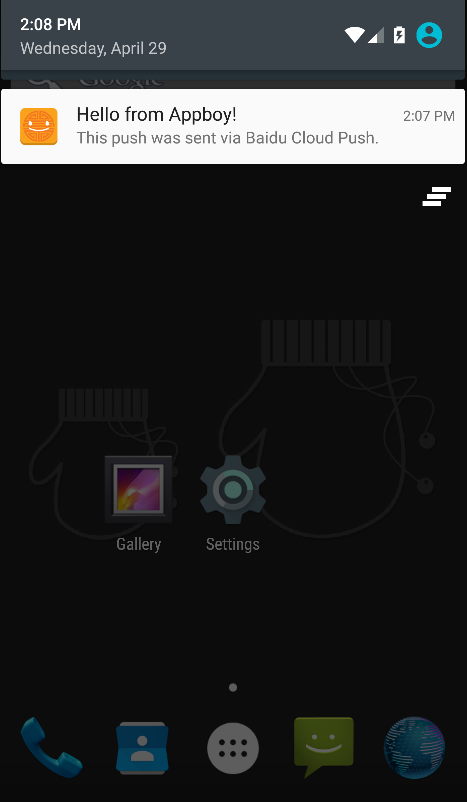 2:08 PM
Wednesday, April 29
Google
Hello from Appboy!
2:07 PM
This push was sent via Baidu Cloud Push.
Gallery
Settings